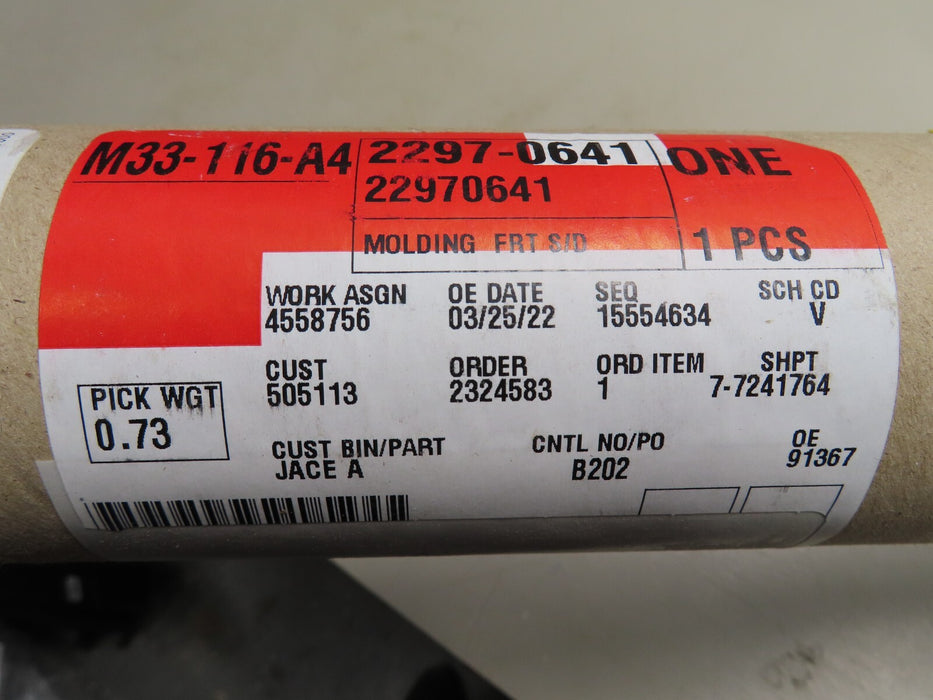 M33-116-A4 2297-0641 ONE
22970641
MOLDING FRT S/D 1 PCS
WORK ASGN OE DATE SEQ SCH CD
4558756 03/25/22 15554634 V
CUST ORDER ORD ITEM SHPT
505113 2324583 1 7-7241764
PICK WGT
0.73
CUST BIN/PART CNTL NO/PO OE
JACE A B202 91367